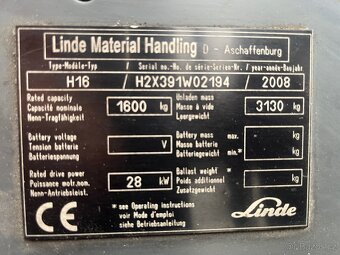 Linde Material Handling D - Aschaffenburg
Type-Modèle-Typ / Serial no.-No. de série-Serien-Nr. / year-année-Baujahr
H16 / H2X391W02194 / 2008
Rated capacity
Capacité nominale
Nenn-Tragfähigkeit
1600 kg
Unladen mass
Masse à vide
Leergewicht
3130 kg
Battery voltage
Tension batterie
Batteriespannung
V
Battery mass
Masse batterie
Batteriegewicht
max.
min.*
kg
kg
Rated drive power
Puissance motr.nom.
Nenn-Antriebsleist.
28 kW
Ballast weight *
Poids additionnel
Zusatzgewicht
kg
CE
* see Operating instructions
voir Mode d'emploi
siehe Betriebsanleitung
Linde